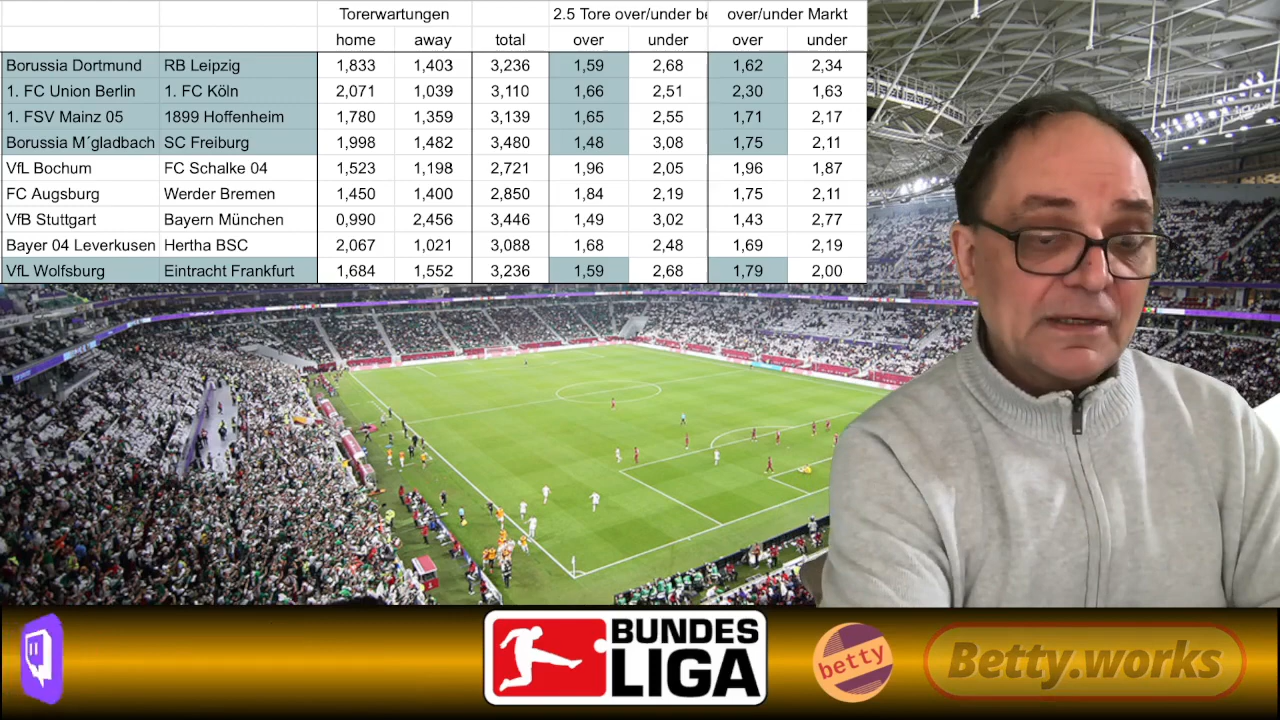 Torerwartungen 2.5 Tore over/under be over/under Markt
home away total over under over under
Borussia Dortmund RB Leipzig 1,833 1,403 3,236 1,59 2,68 1,62 2,34
1. FC Union Berlin 1. FC Köln 2,071 1,039 3,110 1,66 2,51 2,30 1,63
1. FSV Mainz 05 1899 Hoffenheim 1,780 1,359 3,139 1,65 2,55 1,71 2,17
Borussia M´gladbach SC Freiburg 1,998 1,482 3,480 1,48 3,08 1,75 2,11
VfL Bochum FC Schalke 04 1,523 1,198 2,721 1,96 2,05 1,96 1,87
FC Augsburg Werder Bremen 1,450 1,400 2,850 1,84 2,19 1,75 2,11
VfB Stuttgart Bayern München 0,990 2,456 3,446 1,49 3,02 1,43 2,77
Bayer 04 Leverkusen Hertha BSC 2,067 1,021 3,088 1,68 2,48 1,69 2,19
VfL Wolfsburg Eintracht Frankfurt 1,684 1,552 3,236 1,59 2,68 1,79 2,00
BUNDES
LIGA
betty
Betty.works